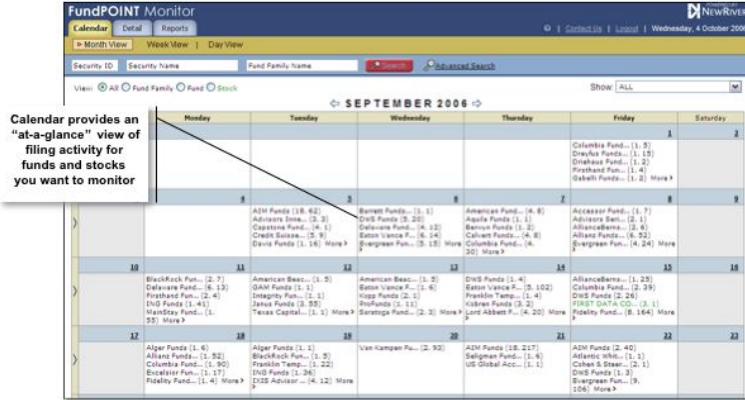 FundPOINT Monitor
NEWRIVER
Calendar Detail Reports
Contact Us | Logout | Wednesday, 4 October 2006
Month View Week View | Day View
Security ID Security Name Fund Family Name Search Advanced Search
View: All Fund Family Fund Stock Show: ALL
SEPTEMBER 2006
Monday Tuesday Wednesday Thursday Friday Saturday
Calendar provides an
"at-a-glance" view of
filing activity for
funds and stocks
you want to monitor
1 2
Columbia Fund... (1, 5)
Dreyfus Funds... (1, 15)
Driehaus Fund... (1, 2)
Firsthand Fun... (1, 4)
Gabelli Funds... (1, 2) More >
4 5 6 7 8 9
AIM Funds (18, 62) Barrett Funds... (1, 1) American Fund... (4, 8) Accessor Fund... (1, 7)
Advisors Inne... (3, 3) DWS Funds (5, 20) Aquila Funds (1, 1) Advisors Seri... (2, 1)
Capstone Fund... (4, 1) Delaware Fund... (4, 12) Berwyn Funds (1, 2) AllianceBerns... (2, 6)
Credit Suisse... (5, 9) Eaton Vance F... (6, 14) Calvert Funds... (4, 8) Allianz Funds... (6, 52)
Davis Funds (1, 16) More > Evergreen Fun... (5, 15) More Columbia Fund... (4, 30) More > Evergreen Fun... (4, 24) More
10 11 12 13 14 15 16
BlackRock Fun... (2, 7) American Beac... (1, 5) American Beac... (1, 5) DWS Funds (1, 4) AllianceBerns... (1, 25)
Delaware Fund... (6, 13) GAM Funds (1, 1) Eaton Vance F... (1, 6) Eaton Vance F... (5, 102) Columbia Fund... (2, 39)
Firsthand Fun... (2, 4) Integrity Fun... (1, 1) Kopp Funds (2, 1) Franklin Temp... (1, 4) DWS Funds (2, 26)
ING Funds (1, 41) Janus Funds (3, 55) ProFunds (1, 11) Kobren Funds (3, 2) FIRST DATA CO... (3, 1)
MainStay Fund... (1, 55) More > Texas Capital... (1, 1) More > Saratoga Fund... (2, 3) More > Lord Abbett F... (4, 20) More Fidelity Fund... (8, 164) More
17 18 19 20 21 22 23
Alger Funds (1, 6) Alger Funds (1, 1) Van Kampen Fu... (2, 93) AIM Funds (18, 217) AIM Funds (2, 40)
Allianz Funds... (1, 52) BlackRock Fun... (1, 5) Seligman Fund... (1, 6) Atlantic Whit... (1, 1)
Columbia Fund... (1, 90) Franklin Temp... (1, 22) US Global Acc... (1, 1) Cohen & Steer... (2, 1)
Excelsior Fun... (1, 17) ING Funds (1, 36) DWS Funds (1, 3)
Fidelity Fund... (1, 4) More > IXIS Advisor ... (4, 12) More Evergreen Fun... (9, 106) More >